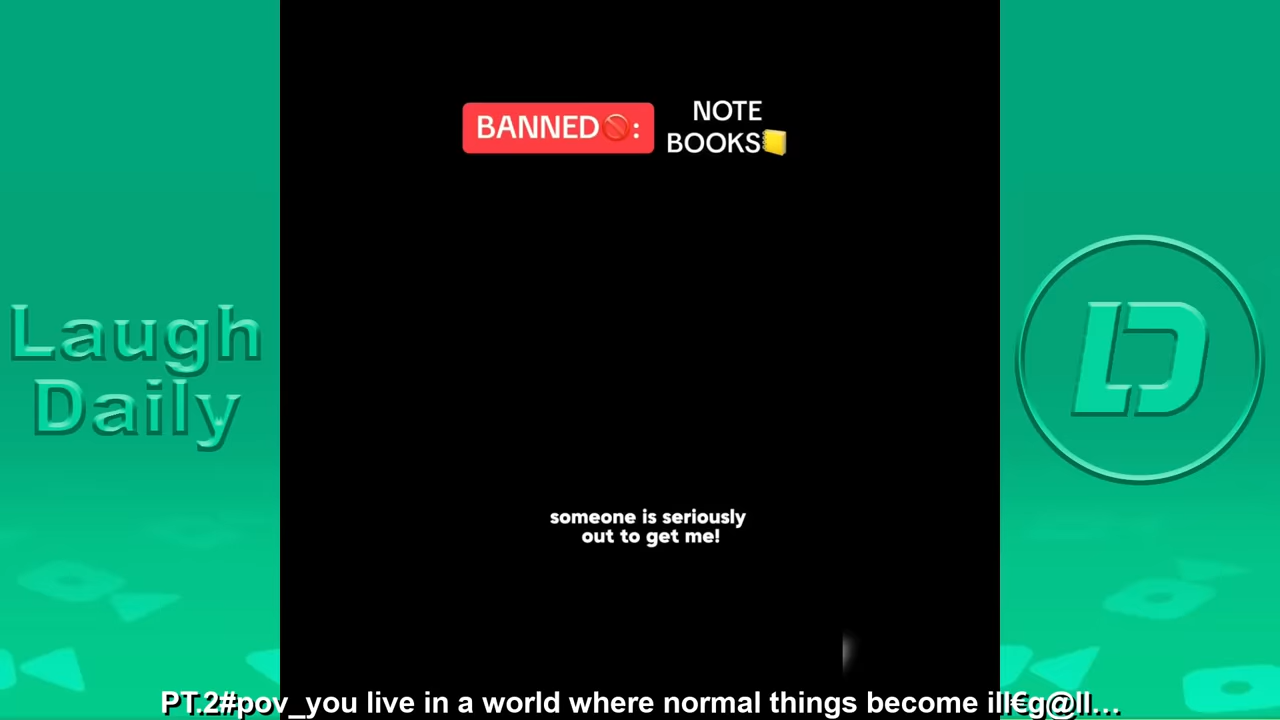 BANNED🚫:
NOTE
BOOKS📒
Laugh
Daily
LD
someone is seriously
out to get me!
PT.2#pov_you live in a world where normal things become ill€g@ll...